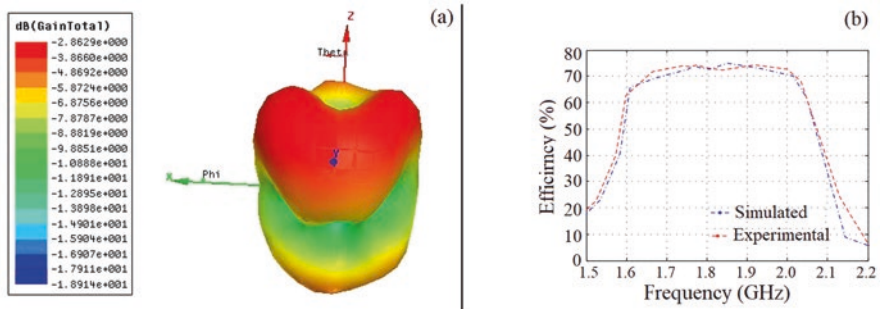 (a)
dB(GainTotal)
-2.8629e+000
-3.8660e+000
-4.8692e+000
-5.8724e+000
-6.8756e+000
-7.8787e+000
-8.8819e+000
-9.8851e+000
-1.0888e+001
-1.1891e+001
-1.2895e+001
-1.3898e+001
-1.4901e+001
-1.5904e+001
-1.6907e+001
-1.7911e+001
-1.8914e+001
Z
Theta
Y
X
Phi
(b)
Efficirncy (%)
80
70
60
50
40
30
20
10
0
Simulated
Experimental
1.5 1.6 1.7 1.8 1.9 2.0 2.1 2.2
Frequency (GHz)